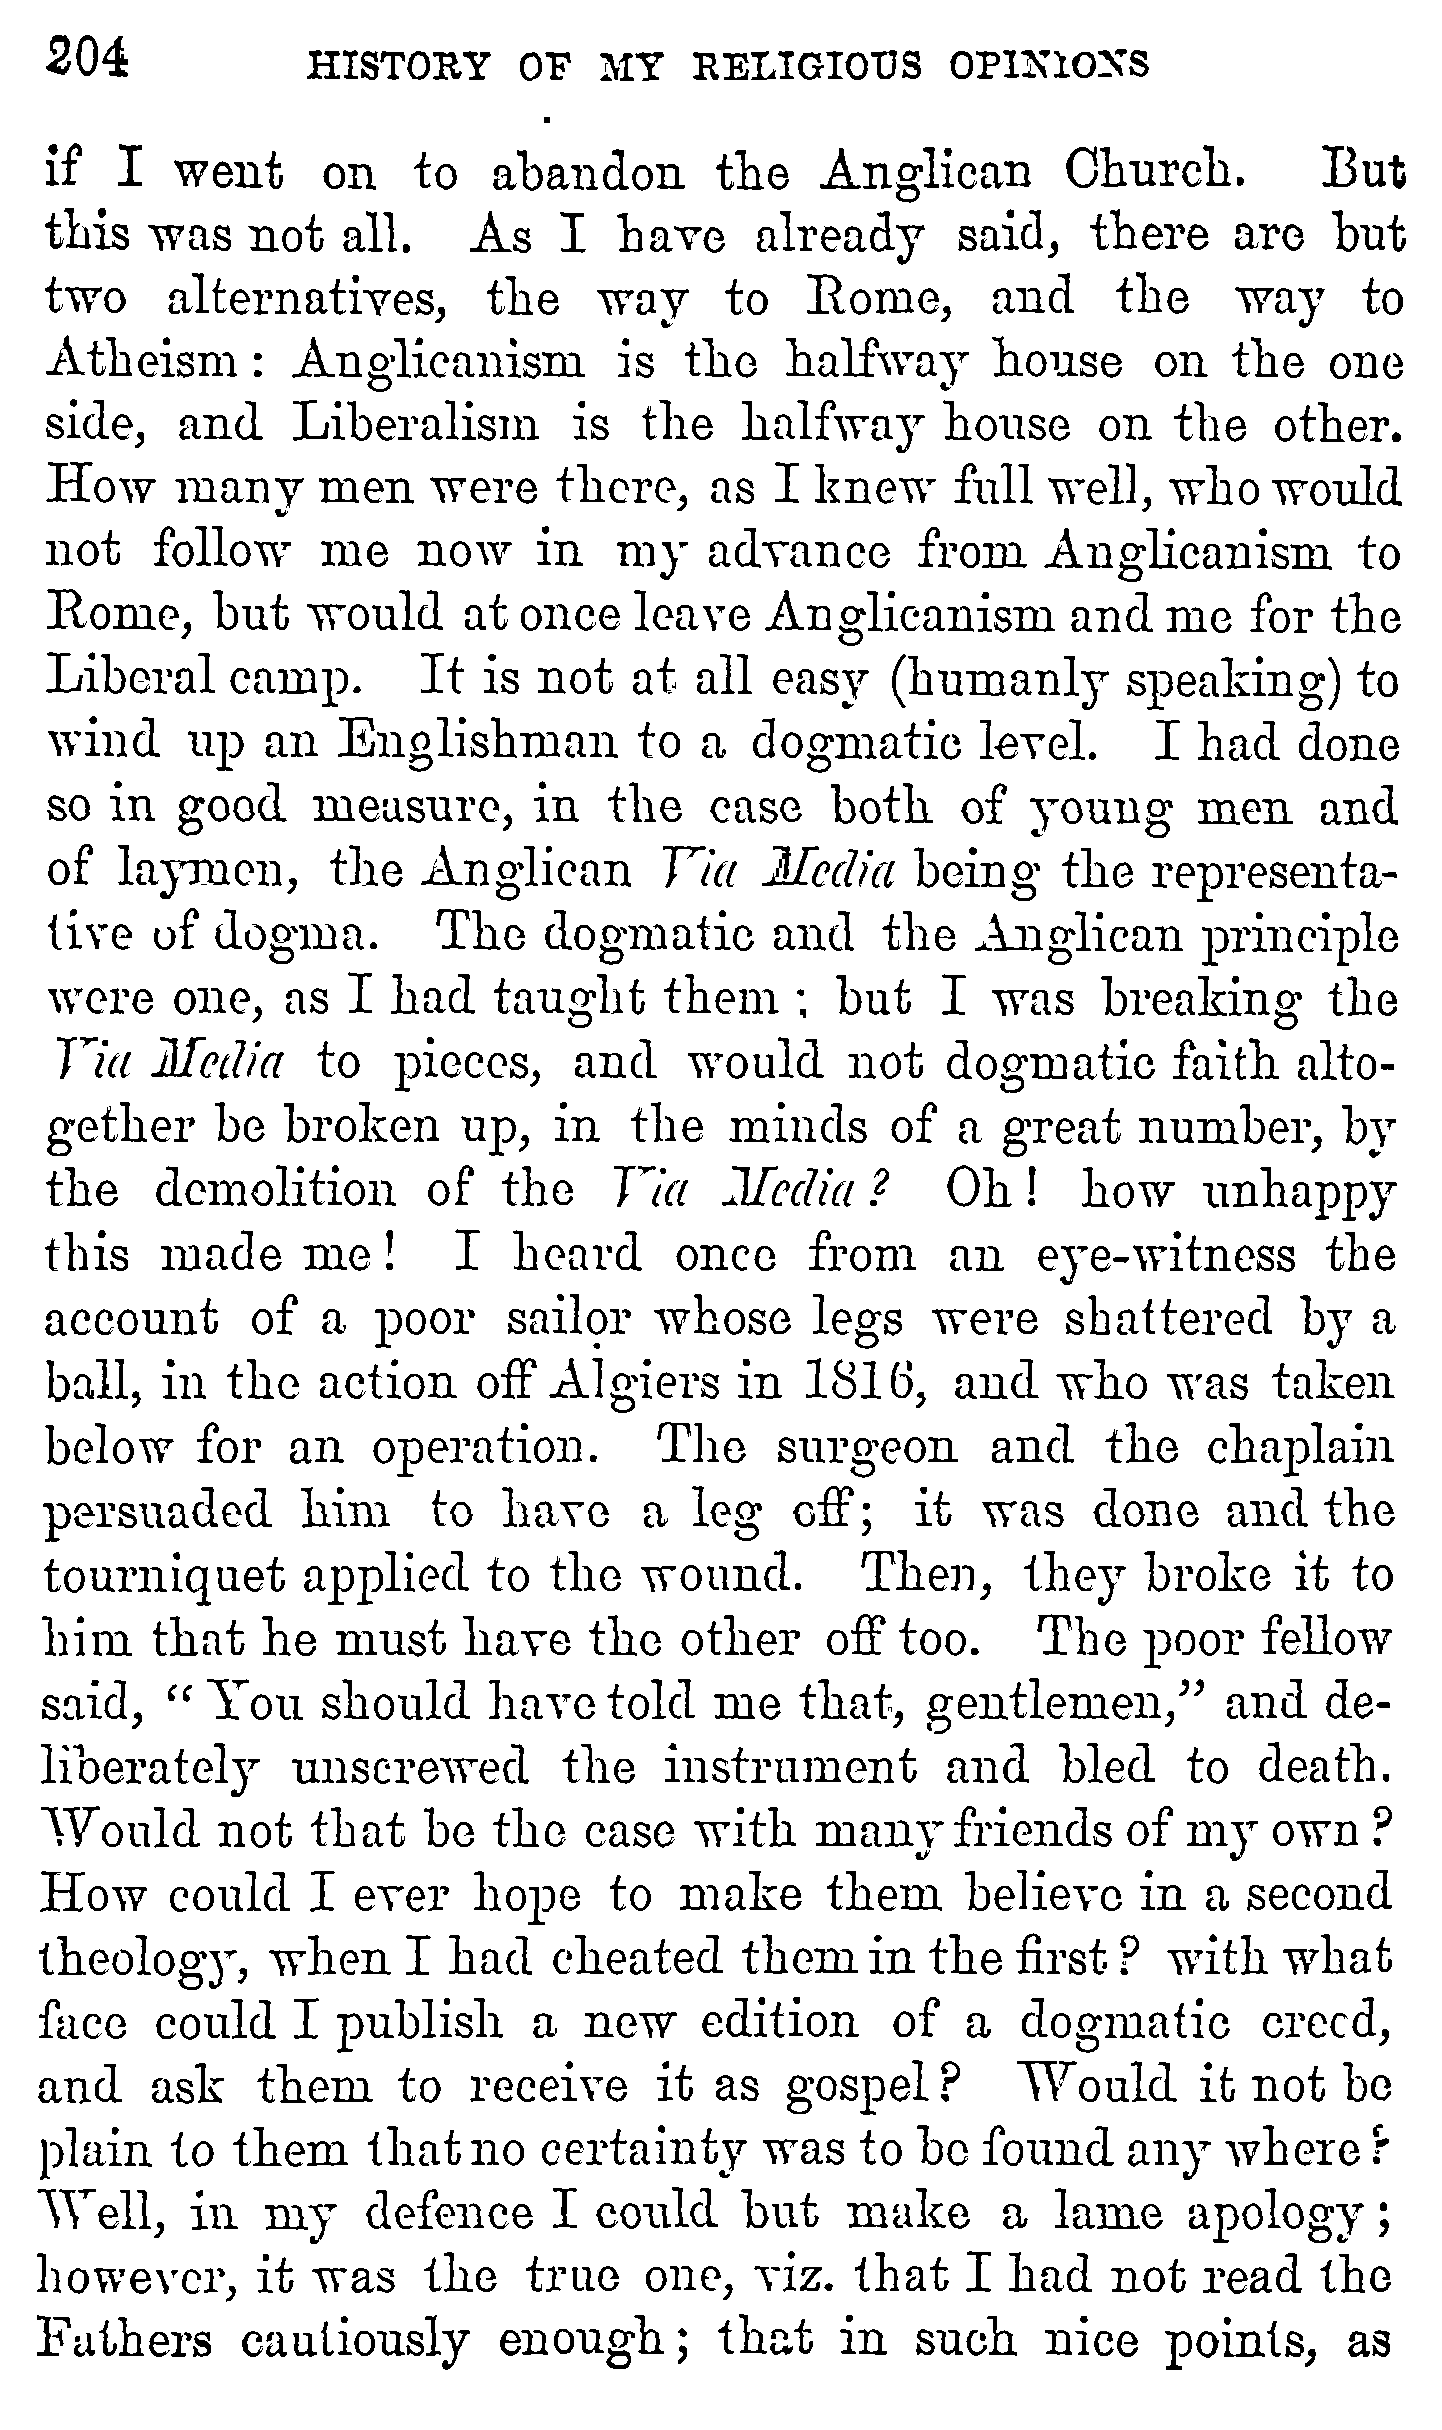 204 HISTORY OF MY RELIGIOUS OPINIONS
if I went on to abandon the Anglican Church. But
this was not all. As I have already said, there are but
two alternatives, the way to Rome, and the way to
Atheism : Anglicanism is the halfway house on the one
side, and Liberalism is the halfway house on the other.
How many men were there, as I knew full well, who would
not follow me now in my advance from Anglicanism to
Rome, but would at once leave Anglicanism and me for the
Liberal camp. It is not at all easy (humanly speaking) to
wind up an Englishman to a dogmatic level. I had done
so in good measure, in the case both of young men and
of laymen, the Anglican Via Media being the representa-
tive of dogma. The dogmatic and the Anglican principle
were one, as I had taught them ; but I was breaking the
Via Media to pieces, and would not dogmatic faith alto-
gether be broken up, in the minds of a great number, by
the demolition of the Via Media ? Oh ! how unhappy
this made me ! I heard once from an eye-witness the
account of a poor sailor whose legs were shattered by a
ball, in the action off Algiers in 1816, and who was taken
below for an operation. The surgeon and the chaplain
persuaded him to have a leg off; it was done and the
tourniquet applied to the wound. Then, they broke it to
him that he must have the other off too. The poor fellow
said, " You should have told me that, gentlemen," and de-
liberately unscrewed the instrument and bled to death.
Would not that be the case with many friends of my own ?
How could I ever hope to make them believe in a second
theology, when I had cheated them in the first ? with what
face could I publish a new edition of a dogmatic creed,
and ask them to receive it as gospel ? Would it not be
plain to them that no certainty was to be found any where ?
Well, in my defence I could but make a lame apology ;
however, it was the true one, viz. that I had not read the
Fathers cautiously enough ; that in such nice points, as